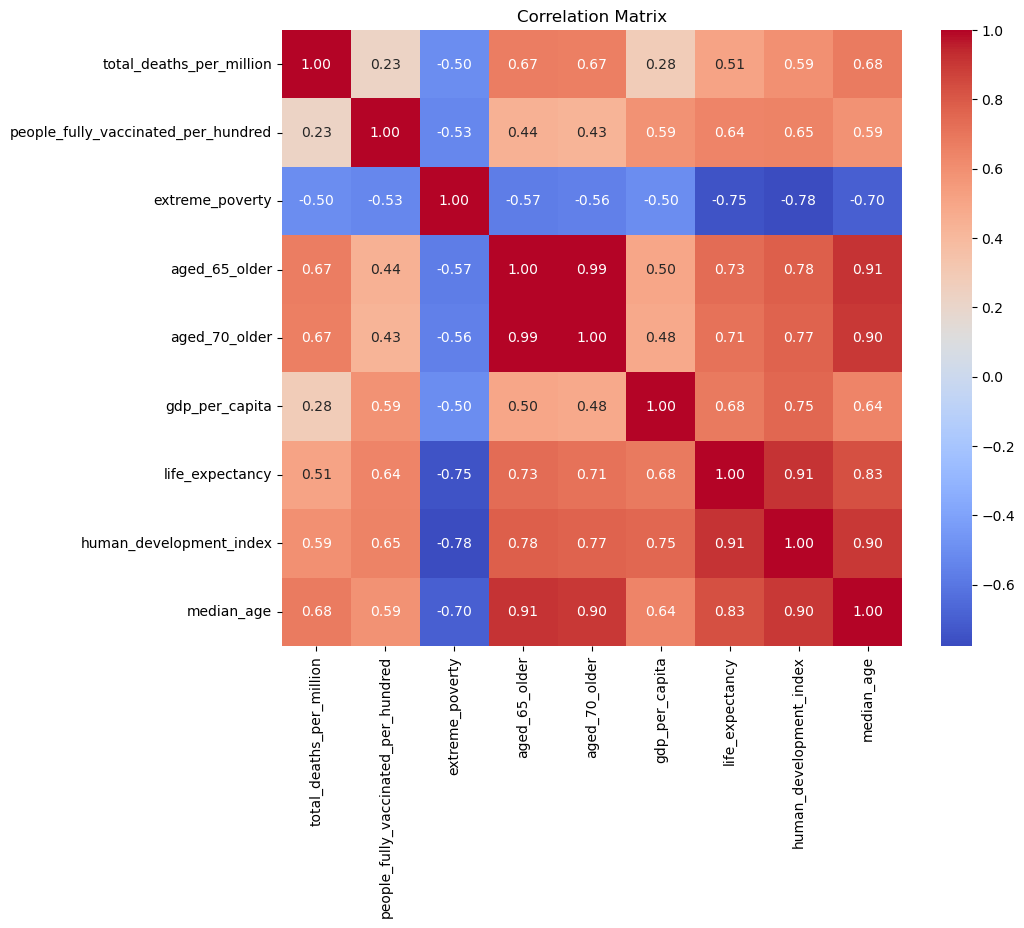 Correlation Matrix
total_deaths_per_million 1.00 0.23 -0.50 0.67 0.67 0.28 0.51 0.59 0.68
people_fully_vaccinated_per_hundred 0.23 1.00 -0.53 0.44 0.43 0.59 0.64 0.65 0.59
extreme_poverty -0.50 -0.53 1.00 -0.57 -0.56 -0.50 -0.75 -0.78 -0.70
aged_65_older 0.67 0.44 -0.57 1.00 0.99 0.50 0.73 0.78 0.91
aged_70_older 0.67 0.43 -0.56 0.99 1.00 0.48 0.71 0.77 0.90
gdp_per_capita 0.28 0.59 -0.50 0.50 0.48 1.00 0.68 0.75 0.64
life_expectancy 0.51 0.64 -0.75 0.73 0.71 0.68 1.00 0.91 0.83
human_development_index 0.59 0.65 -0.78 0.78 0.77 0.75 0.91 1.00 0.90
median_age 0.68 0.59 -0.70 0.91 0.90 0.64 0.83 0.90 1.00
total_deaths_per_million
people_fully_vaccinated_per_hundred
extreme_poverty
aged_65_older
aged_70_older
gdp_per_capita
life_expectancy
human_development_index
median_age
1.0
0.8
0.6
0.4
0.2
0.0
−0.2
−0.4
−0.6